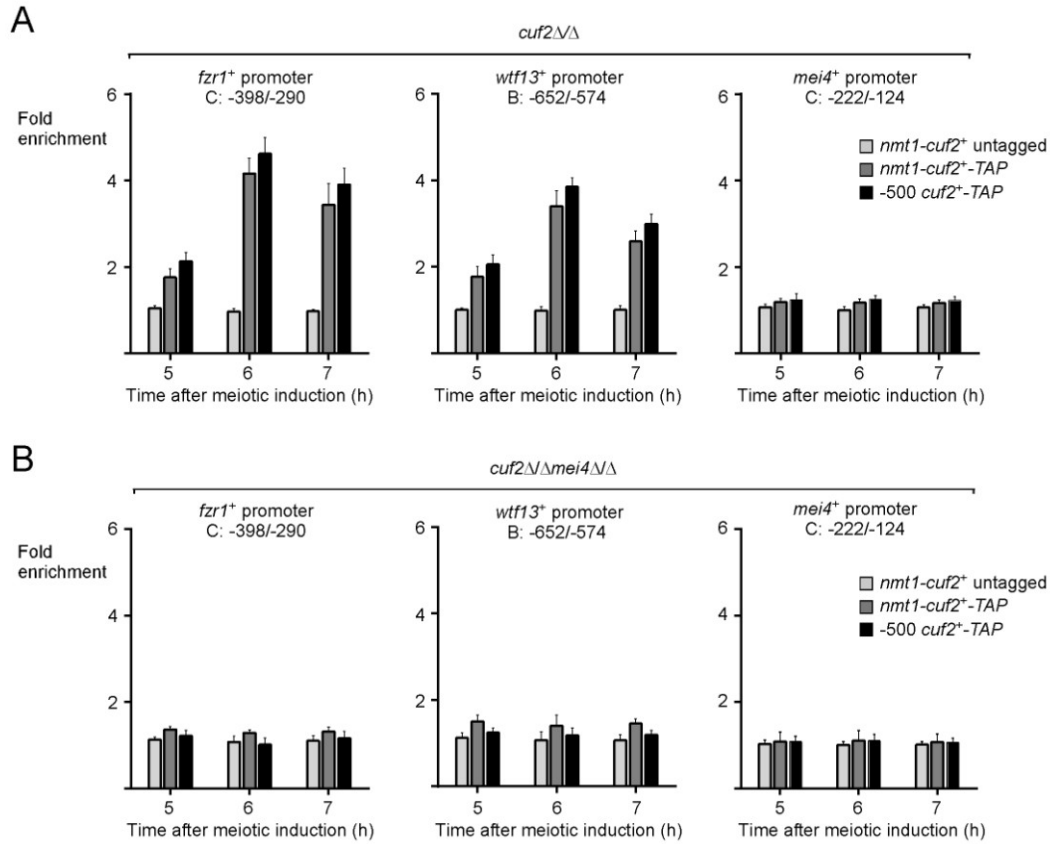 A
cuf2Δ/Δ
fzr1+ promoter
C: -398/-290
wtf13+ promoter
B: -652/-574
mei4+ promoter
C: -222/-124
Fold
enrichment
6
4
2
6
4
2
6
4
2
nmt1-cuf2+ untagged
nmt1-cuf2+-TAP
-500 cuf2+-TAP
5 6 7
5 6 7
5 6 7
Time after meiotic induction (h)
Time after meiotic induction (h)
Time after meiotic induction (h)
B
cuf2Δ/Δmei4Δ/Δ
fzr1+ promoter
C: -398/-290
wtf13+ promoter
B: -652/-574
mei4+ promoter
C: -222/-124
Fold
enrichment
6
4
2
6
4
2
6
4
2
nmt1-cuf2+ untagged
nmt1-cuf2+-TAP
-500 cuf2+-TAP
5 6 7
5 6 7
5 6 7
Time after meiotic induction (h)
Time after meiotic induction (h)
Time after meiotic induction (h)